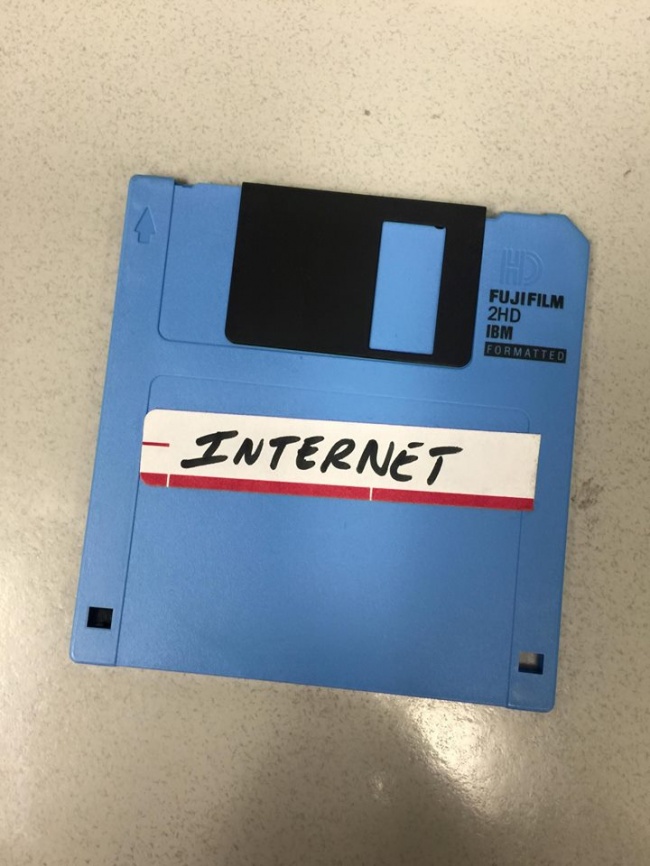 HD
FUJIFILM
2HD
IBM
FORMATTED
INTERNET